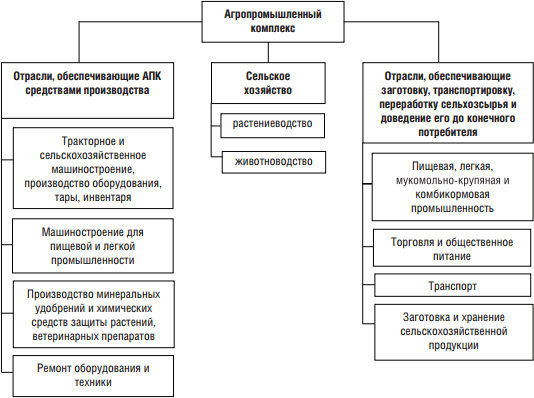 Агропромышленный
комплекс
Отрасли, обеспечивающие АПК
средствами производства
Тракторное и
сельскохозяйственное
машиностроение,
производство оборудования,
тары, инвентаря
Машиностроение для
пищевой и легкой
промышленности
Производство минеральных
удобрений и химических
средств защиты растений,
ветеринарных препаратов
Ремонт оборудования и
техники
Сельское
хозяйство
растениеводство
животноводство
Отрасли, обеспечивающие
заготовку, транспортировку,
переработку сельхозсырья и
доведение его до конечного
потребителя
Пищевая, легкая,
мукомольно-крупяная и
комбикормовая
промышленность
Торговля и общественное
питание
Транспорт
Заготовка и хранение
сельскохозяйственной
продукции